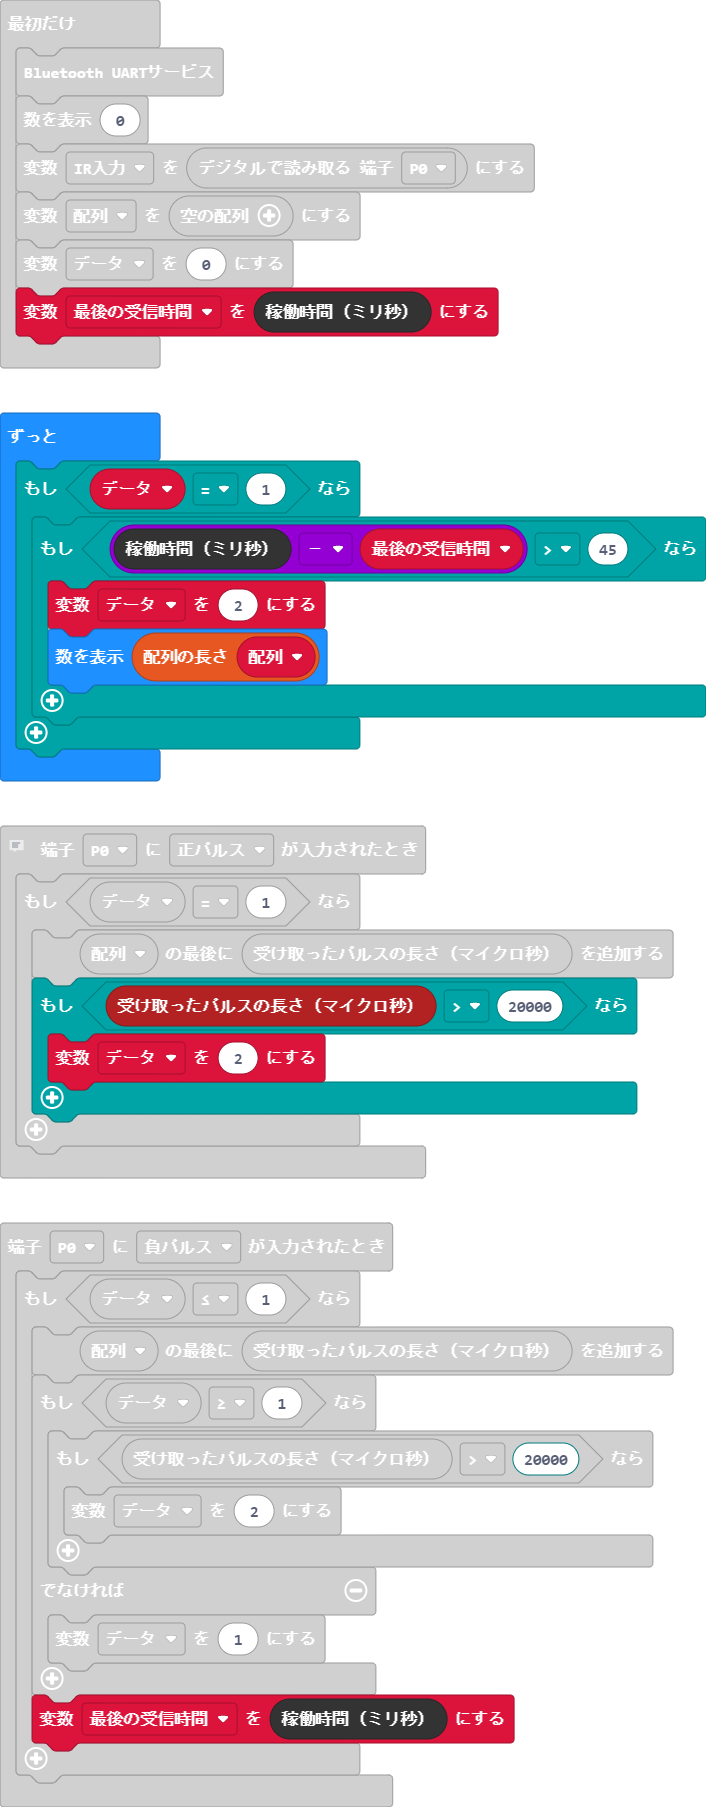 最初だけ
Bluetooth UARTサービス
数を表示 0
変数 IR入力 を デジタルで読み取る 端子 P0 にする
変数 配列 を 空の配列 にする
変数 データ を 0 にする
変数 最後の受信時間 を 稼働時間（ミリ秒） にする
ずっと
もし データ = 1 なら
もし 稼働時間（ミリ秒） − 最後の受信時間 > 45 なら
変数 データ を 2 にする
数を表示 配列の長さ 配列
端子 P0 に 正パルス が入力されたとき
もし データ = 1 なら
配列 の最後に 受け取ったパルスの長さ（マイクロ秒） を追加する
もし 受け取ったパルスの長さ（マイクロ秒） > 20000 なら
変数 データ を 2 にする
端子 P0 に 負パルス が入力されたとき
もし データ ≤ 1 なら
配列 の最後に 受け取ったパルスの長さ（マイクロ秒） を追加する
もし データ ≥ 1 なら
もし 受け取ったパルスの長さ（マイクロ秒） > 20000 なら
変数 データ を 2 にする
でなければ
変数 データ を 1 にする
変数 最後の受信時間 を 稼働時間（ミリ秒） にする